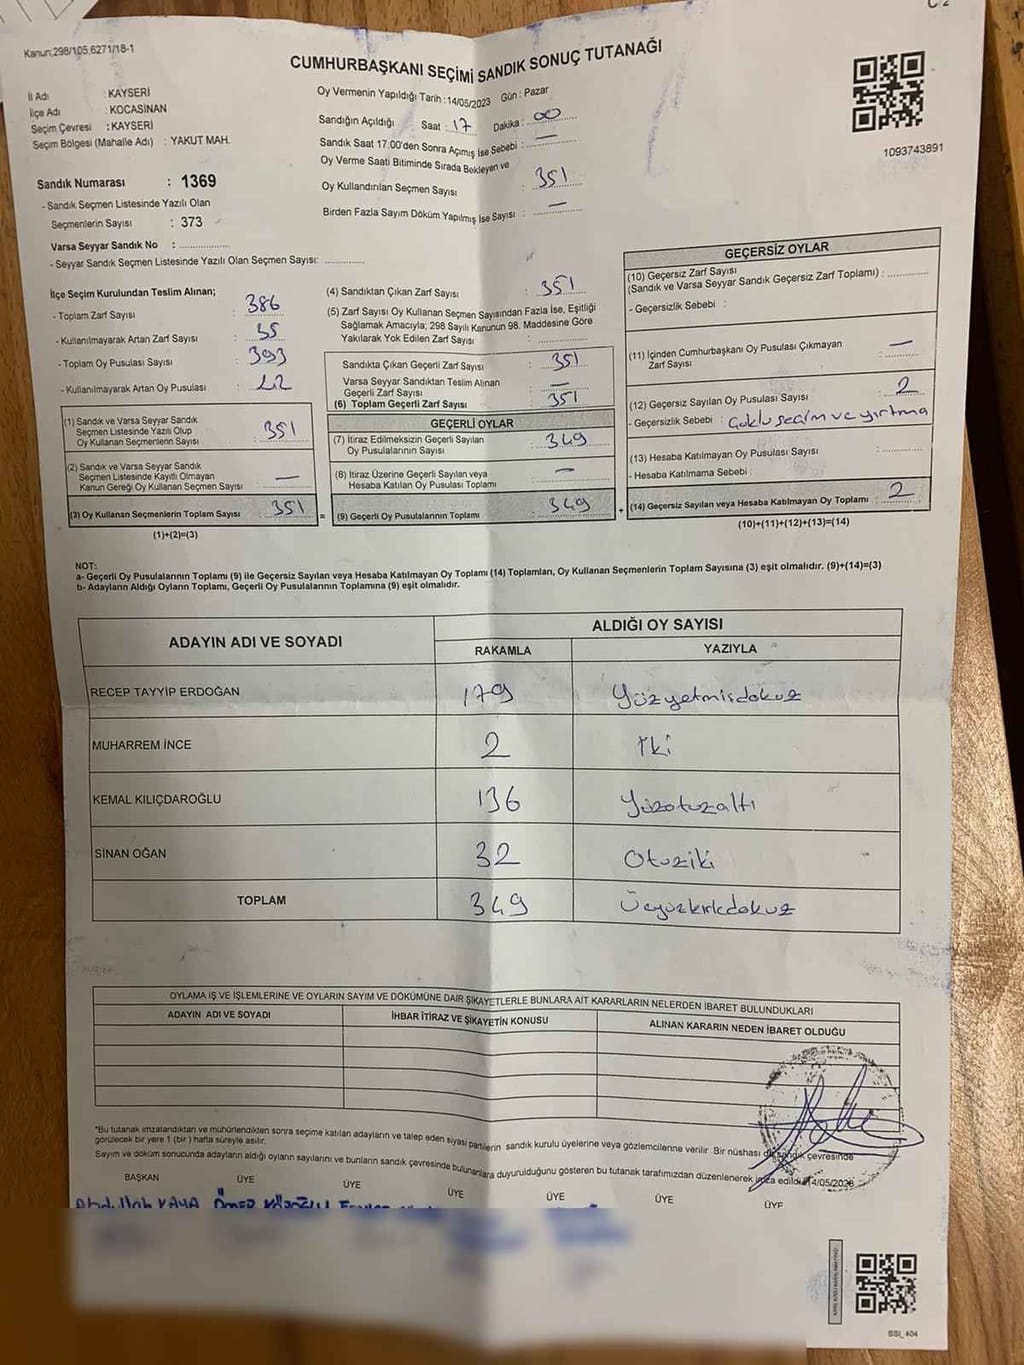 Kanun;298/105,6271/18-1
CUMHURBAŞKANI SEÇİMİ SANDIK SONUÇ TUTANAĞI
İl Adı : KAYSERİ
İlçe Adı : KOCASİNAN
Seçim Çevresi : KAYSERİ
Seçim Bölgesi (Mahalle Adı) : YAKUT MAH.
Sandık Numarası : 1369
- Sandık Seçmen Listesinde Yazılı Olan
Seçmenlerin Sayısı : 373
Varsa Seyyar Sandık No :
- Seyyar Sandık Seçmen Listesinde Yazılı Olan Seçmen Sayısı:
Oy Vermenin Yapıldığı Tarih : 14/05/2023 Gün : Pazar
Sandığın Açıldığı Saat : 17 Dakika : 00
Sandık Saat 17:00'den Sonra Açımış İse Sebebi : —
Oy Verme Saati Bitiminde Sırada Bekleyen ve
Oy Kullandırılan Seçmen Sayısı : 351
Birden Fazla Sayım Döküm Yapılmış İse Sayısı : —
1093743891
İlçe Seçim Kurulundan Teslim Alınan;
- Toplam Zarf Sayısı : 386
- Kullanılmayarak Artan Zarf Sayısı : 35
- Toplam Oy Pusulası Sayısı : 393
- Kullanılmayarak Artan Oy Pusulası : 42
(1) Sandık ve Varsa Seyyar Sandık
Seçmen Listesinde Yazılı Olup
Oy Kullanan Seçmenlerin Sayısı : 351
(2) Sandık ve Varsa Seyyar Sandık
Seçmen Listesinde Kayıtlı Olmayan
Kanun Gereği Oy Kullanan Seçmen Sayısı : —
(3) Oy Kullanan Seçmenlerin Toplam Sayısı : 351
(1)+(2)=(3)
(4) Sandıktan Çıkan Zarf Sayısı : 351
(5) Zarf Sayısı Oy Kullanan Seçmen Sayısından Fazla İse, Eşitliği
Sağlamak Amacıyla; 298 Sayılı Kanunun 98. Maddesine Göre
Yakılarak Yok Edilen Zarf Sayısı :
Sandıkta Çıkan Geçerli Zarf Sayısı : 351
Varsa Seyyar Sandıktan Teslim Alınan
Geçerli Zarf Sayısı : —
(6) Toplam Geçerli Zarf Sayısı : 351
GEÇERLİ OYLAR
(7) İtiraz Edilmeksizin Geçerli Sayılan
Oy Pusulalarının Sayısı : 349
(8) İtiraz Üzerine Geçerli Sayılan veya
Hesaba Katılan Oy Pusulası Toplamı : —
= (9) Geçerli Oy Pusulalarının Toplamı : 349
GEÇERSİZ OYLAR
(10) Geçersiz Zarf Sayısı
(Sandık ve Varsa Seyyar Sandık Geçersiz Zarf Toplamı) :
- Geçersizlik Sebebi :
(11) İçinden Cumhurbaşkanı Oy Pusulası Çıkmayan
Zarf Sayısı : —
(12) Geçersiz Sayılan Oy Pusulası Sayısı : 2
- Geçersizlik Sebebi : Çoklu seçim ve yırtma
(13) Hesaba Katılmayan Oy Pusulası Sayısı :
- Hesaba Katılmama Sebebi :
+ (14) Geçersiz Sayılan veya Hesaba Katılmayan Oy Toplamı : 2
(10)+(11)+(12)+(13)=(14)
NOT:
a- Geçerli Oy Pusulalarının Toplamı (9) ile Geçersiz Sayılan veya Hesaba Katılmayan Oy Toplamı (14) Toplamları, Oy Kullanan Seçmenlerin Toplam Sayısına (3) eşit olmalıdır. (9)+(14)=(3)
b- Adayların Aldığı Oyların Toplamı, Geçerli Oy Pusulalarının Toplamına (9) eşit olmalıdır.
ADAYIN ADI VE SOYADI ALDIĞI OY SAYISI
RAKAMLA YAZIYLA
RECEP TAYYİP ERDOĞAN 179 Yüzyetmişdokuz
MUHARREM İNCE 2 İki
KEMAL KILIÇDAROĞLU 136 Yüzotuzaltı
SİNAN OĞAN 32 Otuziki
TOPLAM 349 Üçyüzkırkdokuz
OYLAMA İŞ VE İŞLEMLERİNE VE OYLARIN SAYIM VE DÖKÜMÜNE DAİR ŞİKAYETLERLE BUNLARA AİT KARARLARIN NELERDEN İBARET BULUNDUKLARI
ADAYIN ADI VE SOYADI İHBAR İTİRAZ VE ŞİKAYETİN KONUSU ALINAN KARARIN NEDEN İBARET OLDUĞU
*Bu tutanak imzalandıktan ve mühürlendikten sonra seçime katılan adayların ve talep eden siyasi partilerin sandık kurulu üyelerine veya gözlemcilerine verilir. Bir nüshası da sandık çevresinde
görülecek bir yere 1 (bir) hafta süreyle asılır.
Sayım ve döküm sonucunda adayların aldığı oyların sayılarını ve bunların sandık çevresinde bulunanlara duyurulduğunu gösteren bu tutanak tarafımızdan düzenlenerek imza edildi. 14/05/2023
BAŞKAN ÜYE ÜYE ÜYE ÜYE ÜYE ÜYE
Abdullah KAYA ÖMER KÖROĞLU
SSI_404